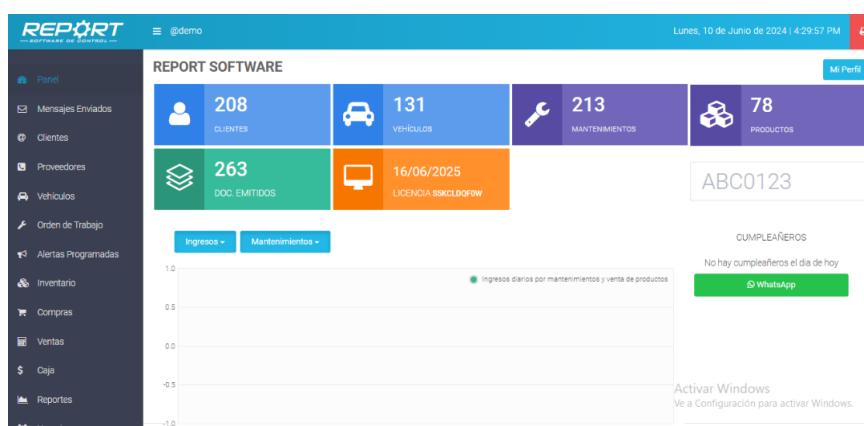 REPORT
SOFTWARE DE CONTROL
@demo
Lunes, 10 de Junio de 2024 | 4:29:57 PM
REPORT SOFTWARE
Mi Perfil
Panel
Mensajes Enviados
Clientes
Proveedores
Vehículos
Orden de Trabajo
Alertas Programadas
Inventario
Compras
Ventas
Caja
Reportes
208
CLIENTES
131
VEHÍCULOS
213
MANTENIMIENTOS
78
PRODUCTOS
263
DOC. EMITIDOS
16/06/2025
LICENCIA S5KCLDQF0W
ABC0123
Ingresos
Mantenimientos
CUMPLEAÑEROS
No hay cumpleañeros el dia de hoy
WhatsApp
Ingresos diarios por mantenimientos y venta de productos
1.0
0.5
0.0
-0.5
-1.0
Activar Windows
Ve a Configuración para activar Windows.